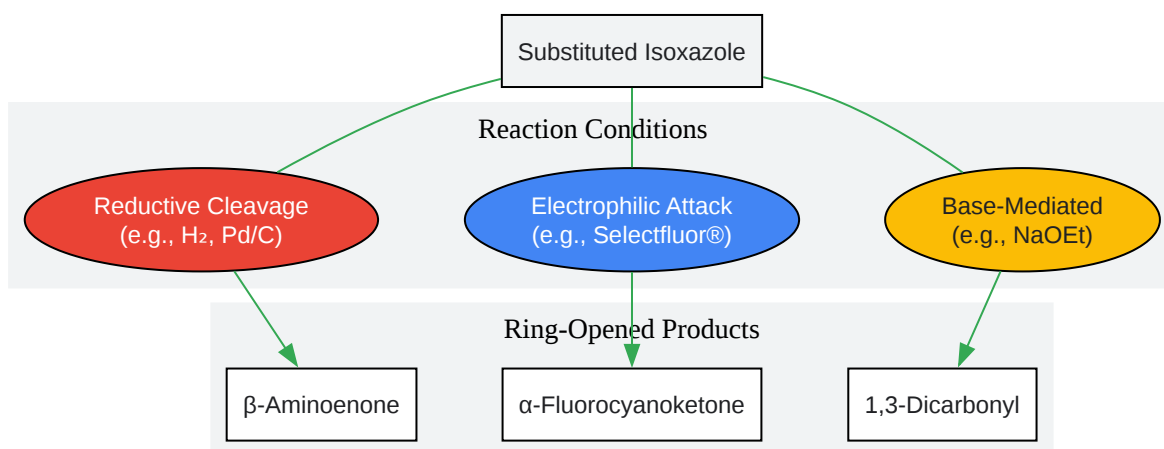 Substituted Isoxazole
Reaction Conditions
Reductive Cleavage
(e.g., H₂, Pd/C)
Electrophilic Attack
(e.g., Selectfluor®)
Base-Mediated
(e.g., NaOEt)
Ring-Opened Products
β-Aminoenone
α-Fluorocyanoketone
1,3-Dicarbonyl